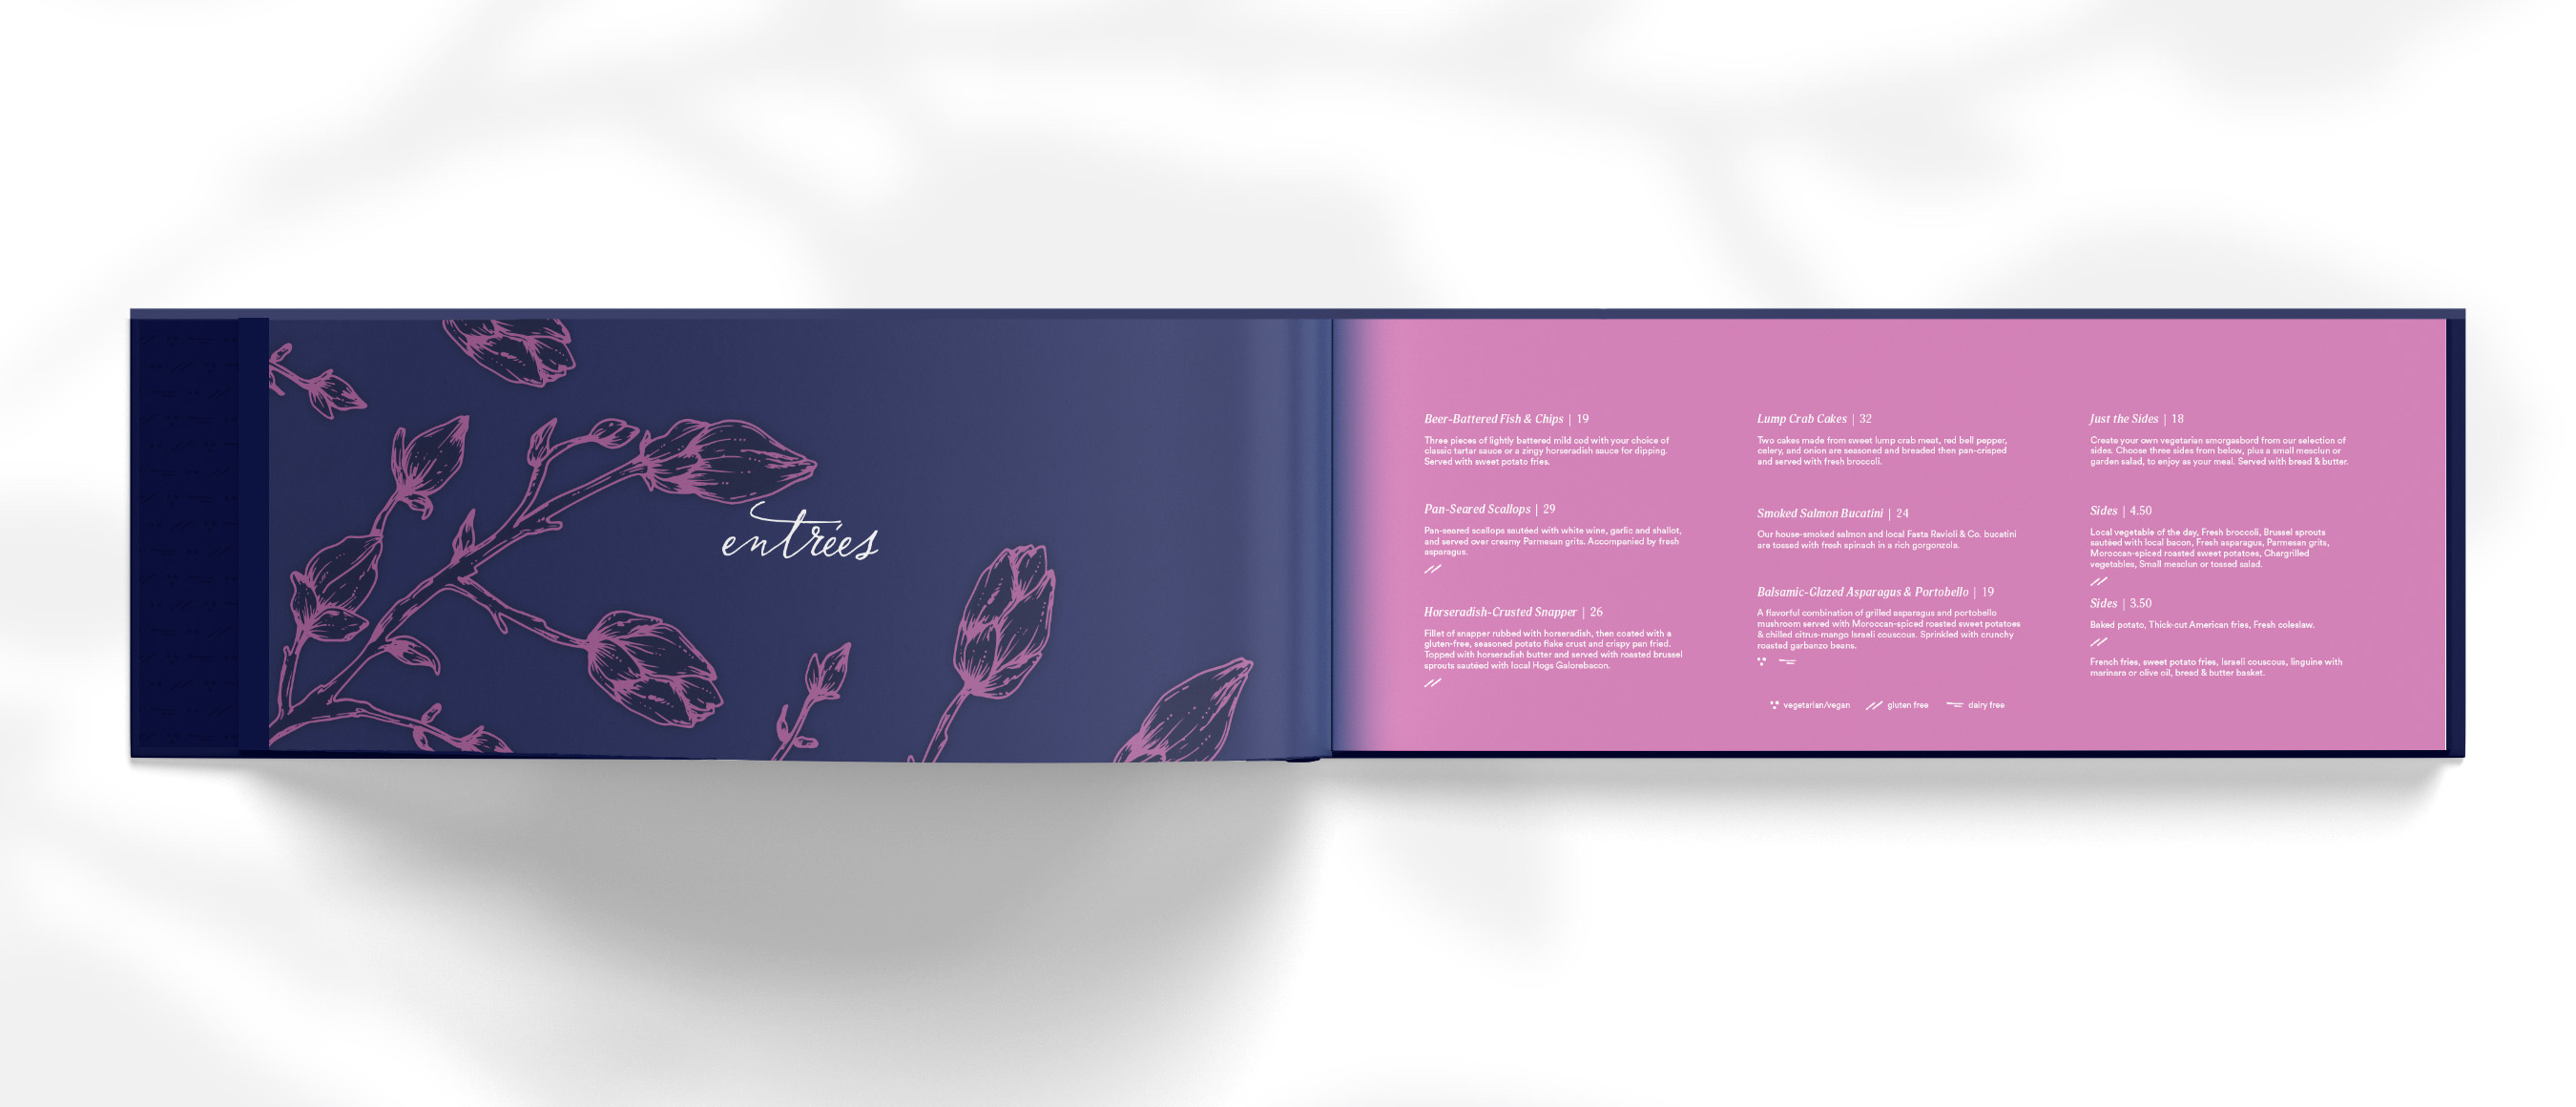 entrées
Beer-Battered Fish & Chips | 19
Three pieces of lightly battered mild cod with your choice of
classic tartar sauce or a zingy horseradish sauce for dipping.
Served with sweet potato fries.
Pan-Seared Scallops | 29
Pan-seared scallops sautéed with white wine, garlic and shallot,
and served over creamy Parmesan grits. Accompanied by fresh
asparagus.
Horseradish-Crusted Snapper | 26
Fillet of snapper rubbed with horseradish, then coated with a
gluten-free, seasoned potato flake crust and crispy pan fried.
Topped with horseradish butter and served with roasted brussel
sprouts sautéed with local Hogs Galorebacon.
Lump Crab Cakes | 32
Two cakes made from sweet lump crab meat, red bell pepper,
celery, and onion are seasoned and breaded then pan-crisped
and served with fresh broccoli.
Smoked Salmon Bucatini | 24
Our house-smoked salmon and local Fasta Ravioli & Co. bucatini
are tossed with fresh spinach in a rich gorgonzola.
Balsamic-Glazed Asparagus & Portobello | 19
A flavorful combination of grilled asparagus and portobello
mushroom served with Moroccan-spiced roasted sweet potatoes
& chilled citrus-mango Israeli couscous. Sprinkled with crunchy
roasted garbanzo beans.
vegetarian/vegan gluten free dairy free
Just the Sides | 18
Create your own vegetarian smorgasbord from our selection of
sides. Choose three sides from below, plus a small mesclun or
garden salad, to enjoy as your meal. Served with bread & butter.
Sides | 4.50
Local vegetable of the day, Fresh broccoli, Brussel sprouts
sautéed with local bacon, Fresh asparagus, Parmesan grits,
Moroccan-spiced roasted sweet potatoes, Chargrilled
vegetables, Small mesclun or tossed salad.
Sides | 3.50
Baked potato, Thick-cut American fries, Fresh coleslaw.
French fries, sweet potato fries, Israeli couscous, linguine with
marinara or olive oil, bread & butter basket.